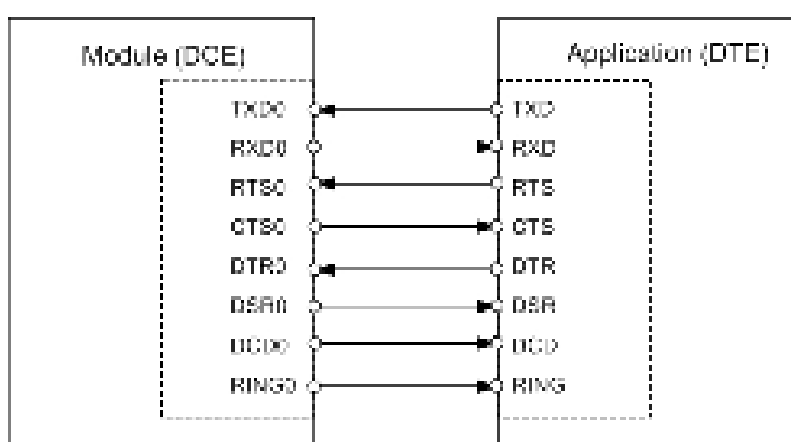 Module (DCE) Application (DTE)
TXD0 TXD
RXD0 RXD
RTS0 RTS
CTS0 CTS
DTR0 DTR
DSR0 DSR
DCD0 DCD
RING0 RING